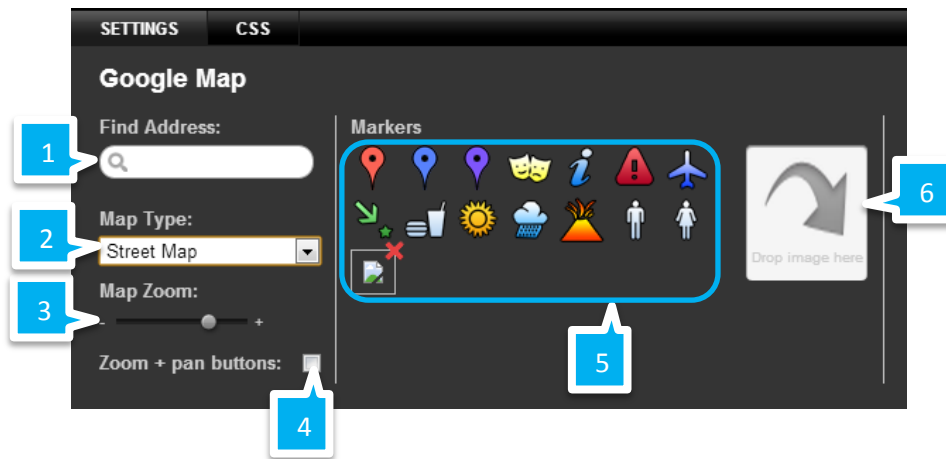 SETTINGS CSS
Google Map
Find Address:
Markers
1
6
Map Type:
2
Street Map
Drop image here
Map Zoom:
3
- +
5
Zoom + pan buttons:
4